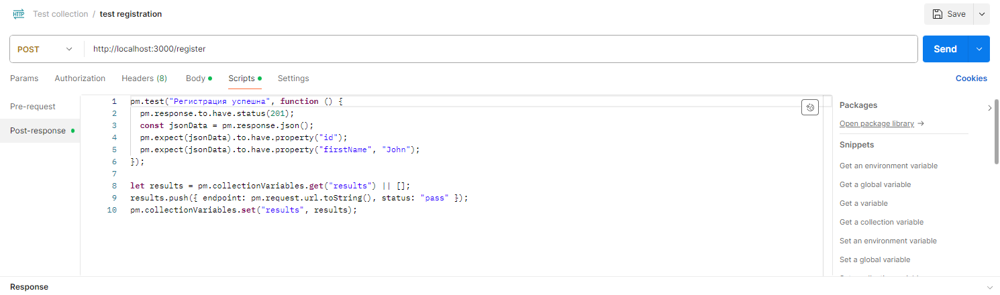 HTTP
Test collection / test registration
Save
POST
http://localhost:3000/register
Send
Params Authorization Headers (8) Body Scripts Settings
Cookies
Pre-request
Post-response
1 pm.test("Регистрация успешна", function () {
2 pm.response.to.have.status(201);
3 const jsonData = pm.response.json();
4 pm.expect(jsonData).to.have.property("id");
5 pm.expect(jsonData).to.have.property("firstName", "John");
6 });
7
8 let results = pm.collectionVariables.get("results") || [];
9 results.push({ endpoint: pm.request.url.toString(), status: "pass" });
10 pm.collectionVariables.set("results", results);
Packages
Open package library →
Snippets
Get an environment variable
Get a global variable
Get a variable
Get a collection variable
Set an environment variable
Set a global variable
Response